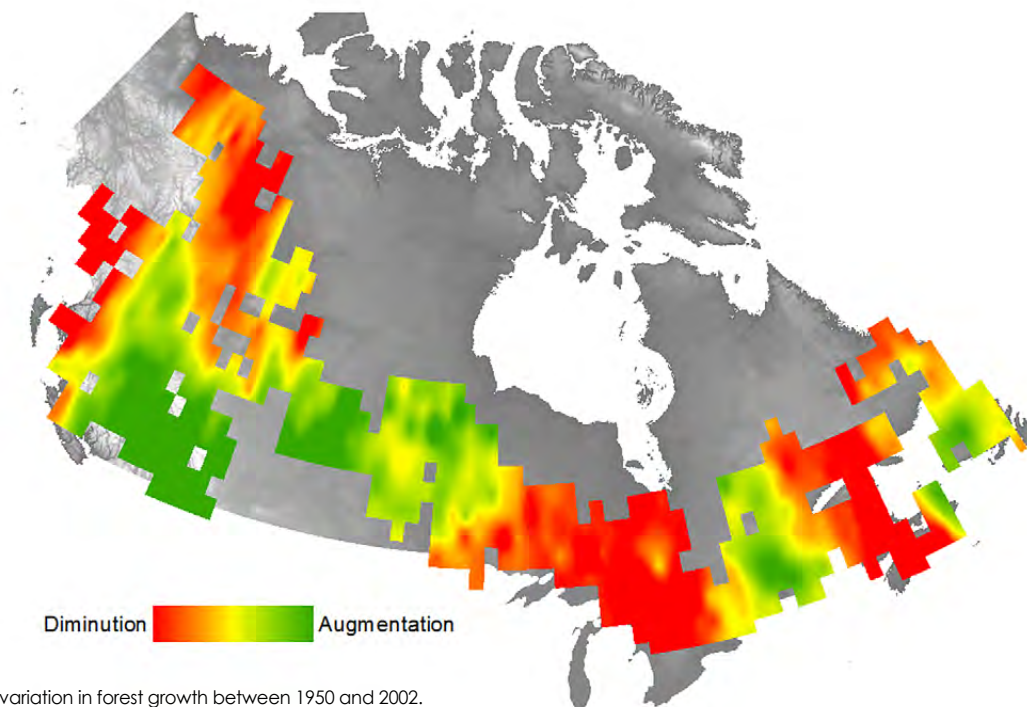 Diminution Augmentation
variation in forest growth between 1950 and 2002.